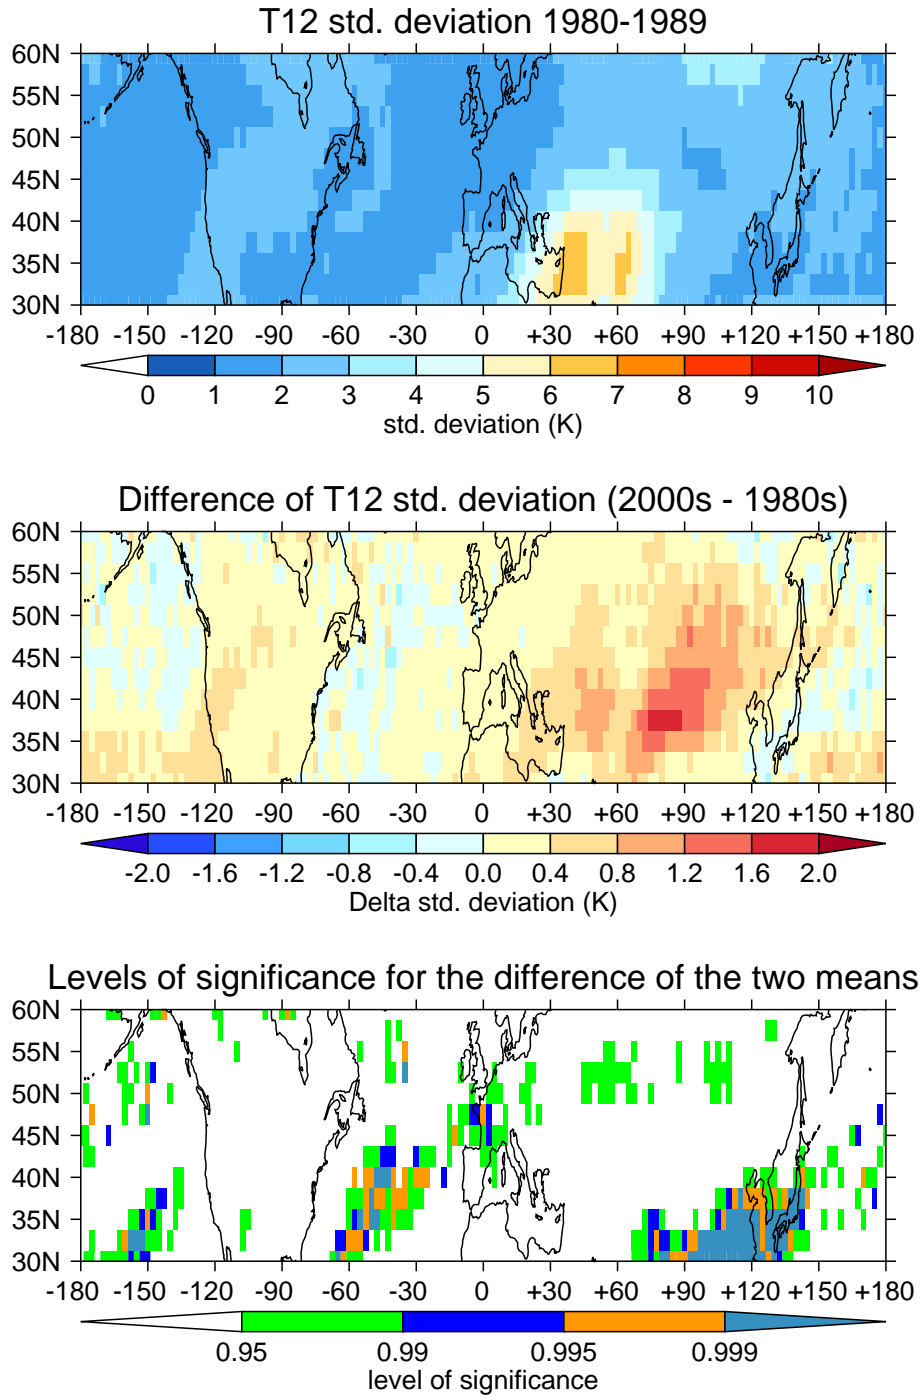 T12 std. deviation 1980-1989
60N
55N
50N
45N
40N
35N
30N
-180 -150 -120 -90 -60 -30 0 +30 +60 +90 +120 +150 +180
0 1 2 3 4 5 6 7 8 9 10
std. deviation (K)
Difference of T12 std. deviation (2000s - 1980s)
60N
55N
50N
45N
40N
35N
30N
-180 -150 -120 -90 -60 -30 0 +30 +60 +90 +120 +150 +180
-2.0 -1.6 -1.2 -0.8 -0.4 0.0 0.4 0.8 1.2 1.6 2.0
Delta std. deviation (K)
Levels of significance for the difference of the two means
60N
55N
50N
45N
40N
35N
30N
-180 -150 -120 -90 -60 -30 0 +30 +60 +90 +120 +150 +180
0.95 0.99 0.995 0.999
level of significance